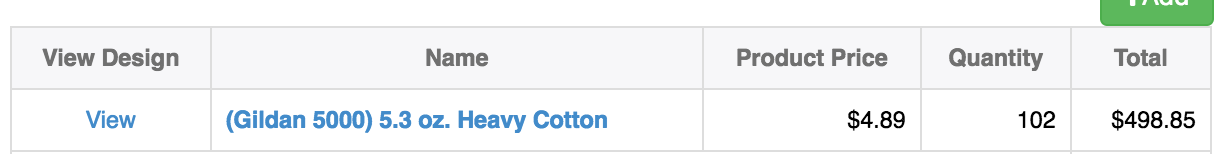 Add
View Design Name Product Price Quantity Total
View (Gildan 5000) 5.3 oz. Heavy Cotton $4.89 102 $498.85